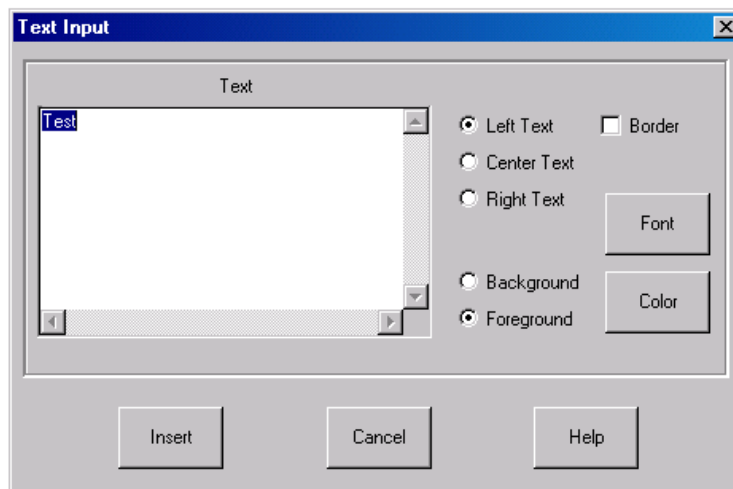 Text Input
Text
Test
Left Text
Border
Center Text
Right Text
Font
Background
Color
Foreground
Insert
Cancel
Help